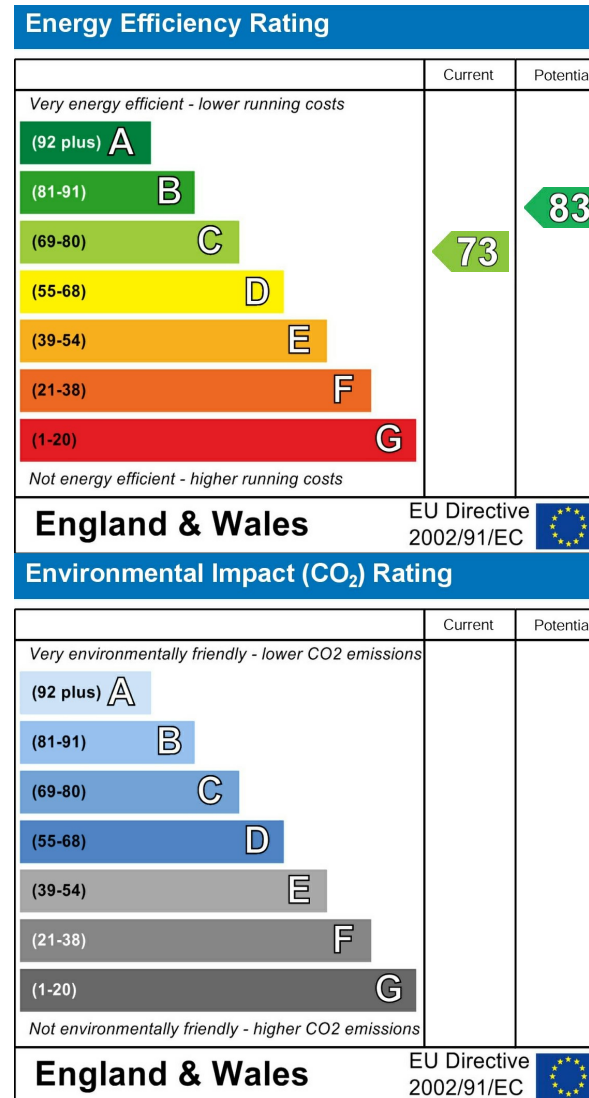 Energy Efficiency Rating
Current Potentia
Very energy efficient - lower running costs
(92 plus) A
(81-91) B
83
(69-80) C
73
(55-68) D
(39-54) E
(21-38) F
(1-20) G
Not energy efficient - higher running costs
England & Wales
EU Directive
2002/91/EC
Environmental Impact (CO₂) Rating
Current Potentia
Very environmentally friendly - lower CO2 emissions
(92 plus) A
(81-91) B
(69-80) C
(55-68) D
(39-54) E
(21-38) F
(1-20) G
Not environmentally friendly - higher CO2 emissions
England & Wales
EU Directive
2002/91/EC